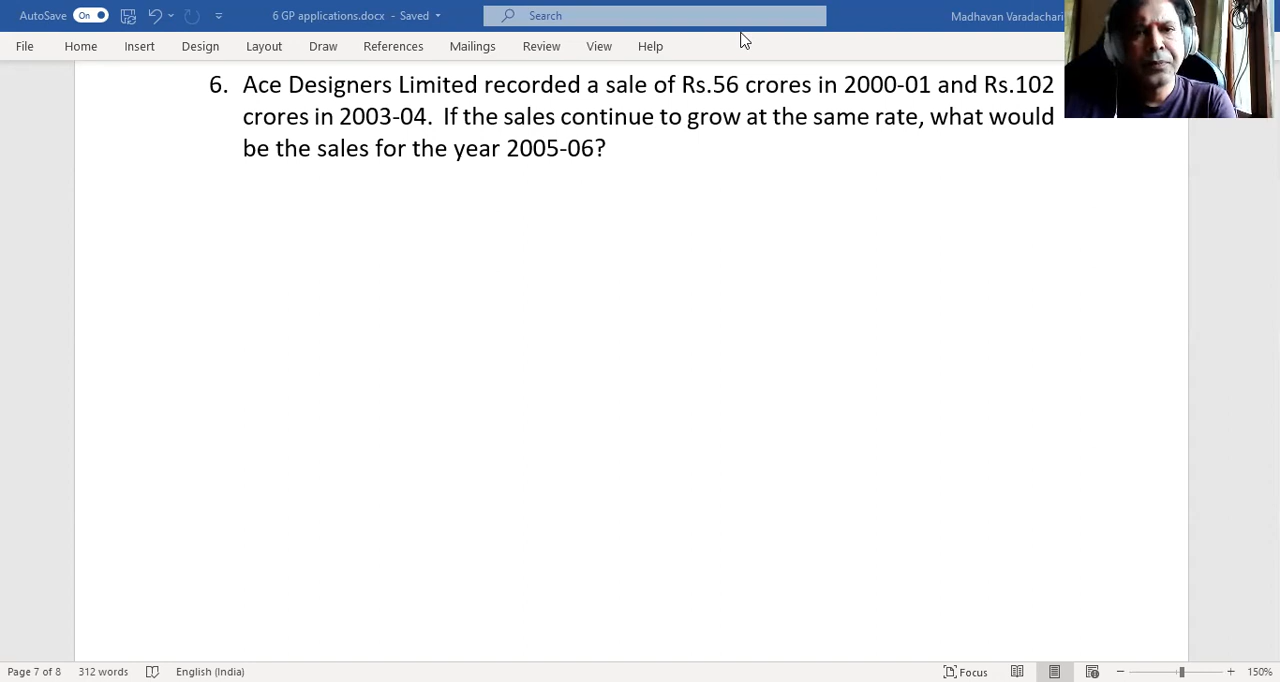 AutoSave On 6 GP applications.docx - Saved Search Madhavan Varadachari
File Home Insert Design Layout Draw References Mailings Review View Help
6. Ace Designers Limited recorded a sale of Rs.56 crores in 2000-01 and Rs.102
crores in 2003-04. If the sales continue to grow at the same rate, what would
be the sales for the year 2005-06?
Page 7 of 8 312 words English (India) Focus 150%